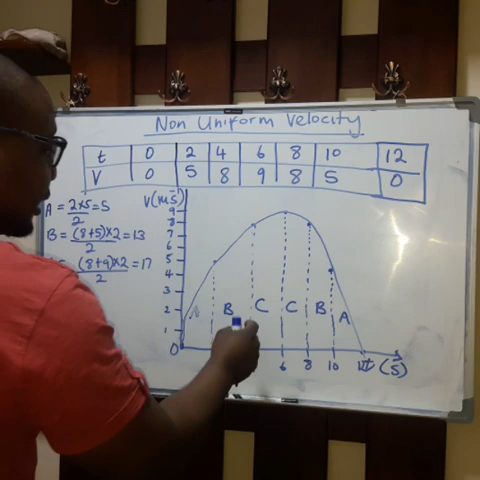 Non Uniform Velocity
t 0 2 4 6 8 10 12
V 0 5 8 9 8 5 0
A = 2×5/2 = 5
B = (8+5)×2/2 = 13
(8+9)×2/2 = 17
V(ms⁻¹)
9
8
7
6
5
4
3
2
1
0
B C C B A
6 8 10 12 t(s)